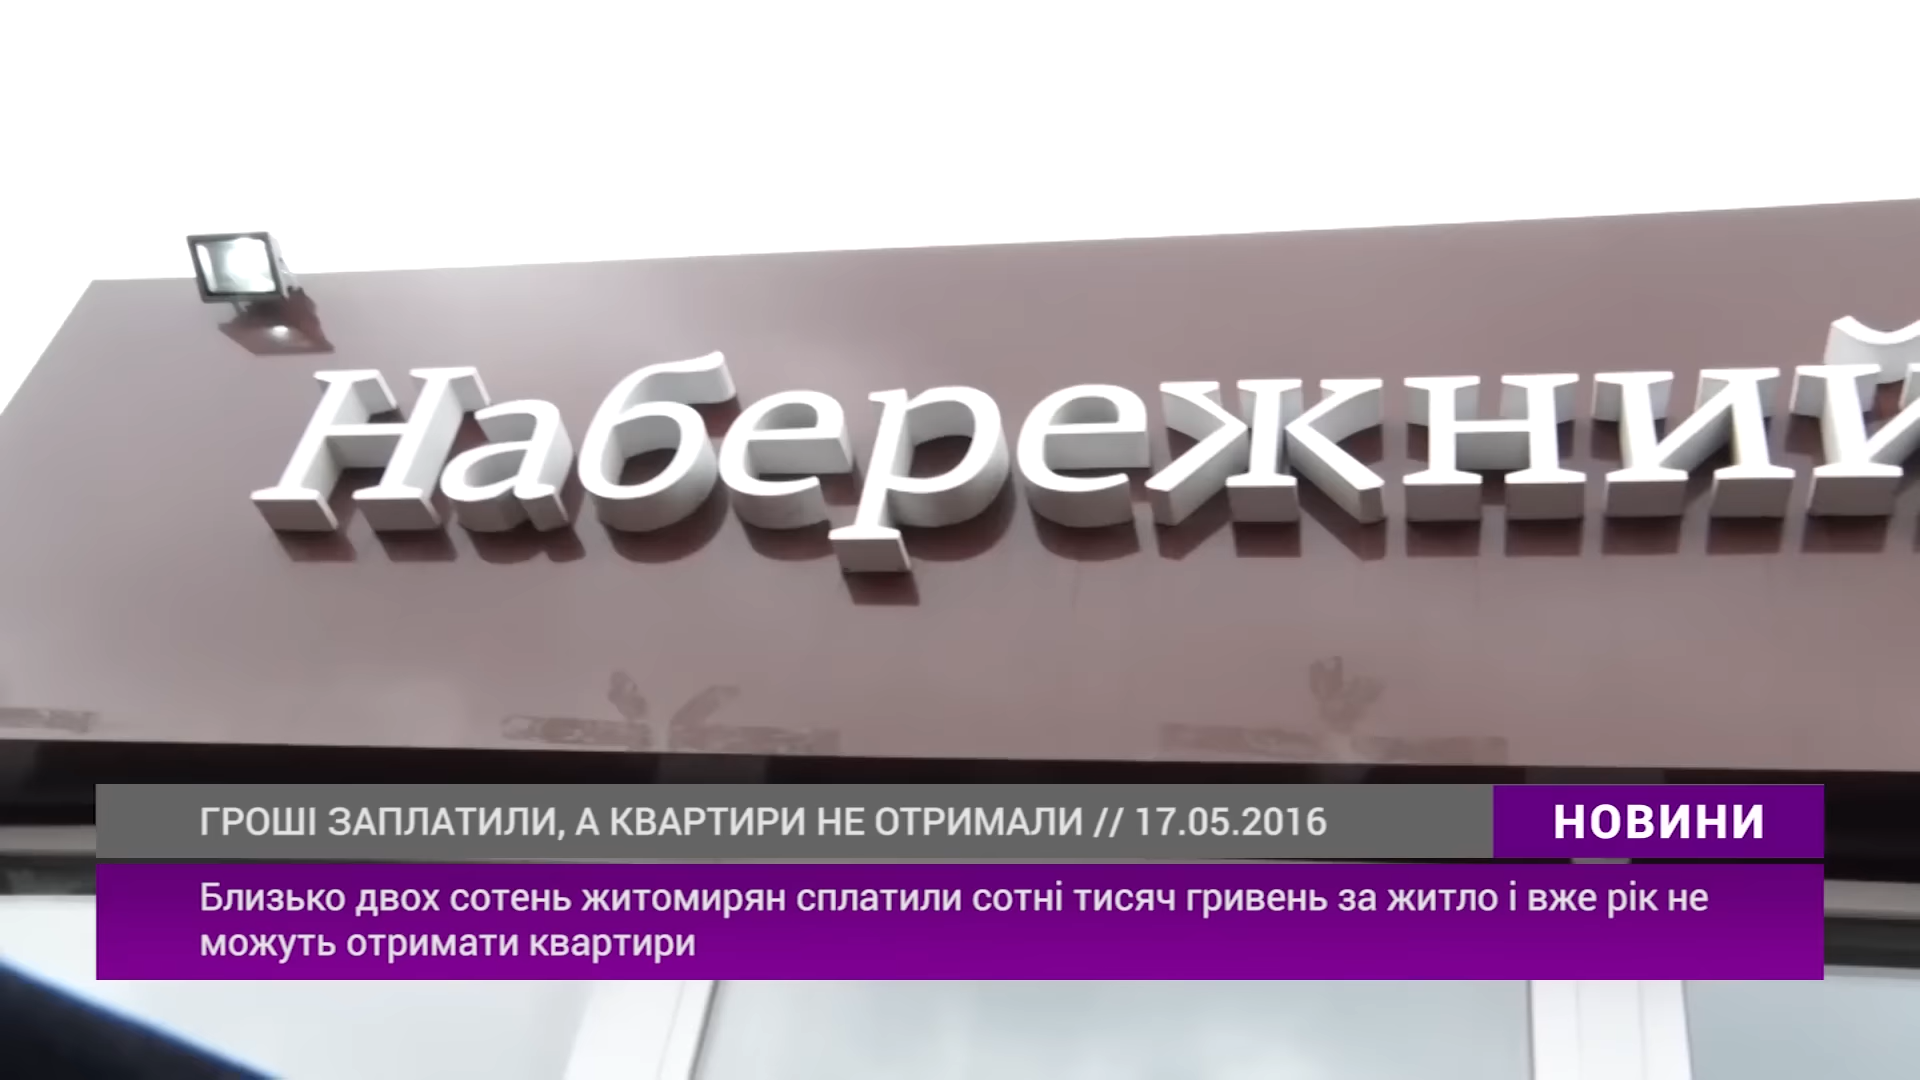 Набережний
ГРОШІ ЗАПЛАТИЛИ, А КВАРТИРИ НЕ ОТРИМАЛИ // 17.05.2016
НОВИНИ
Близько двох сотень житомирян сплатили сотні тисяч гривень за житло і вже рік не
можуть отримати квартири